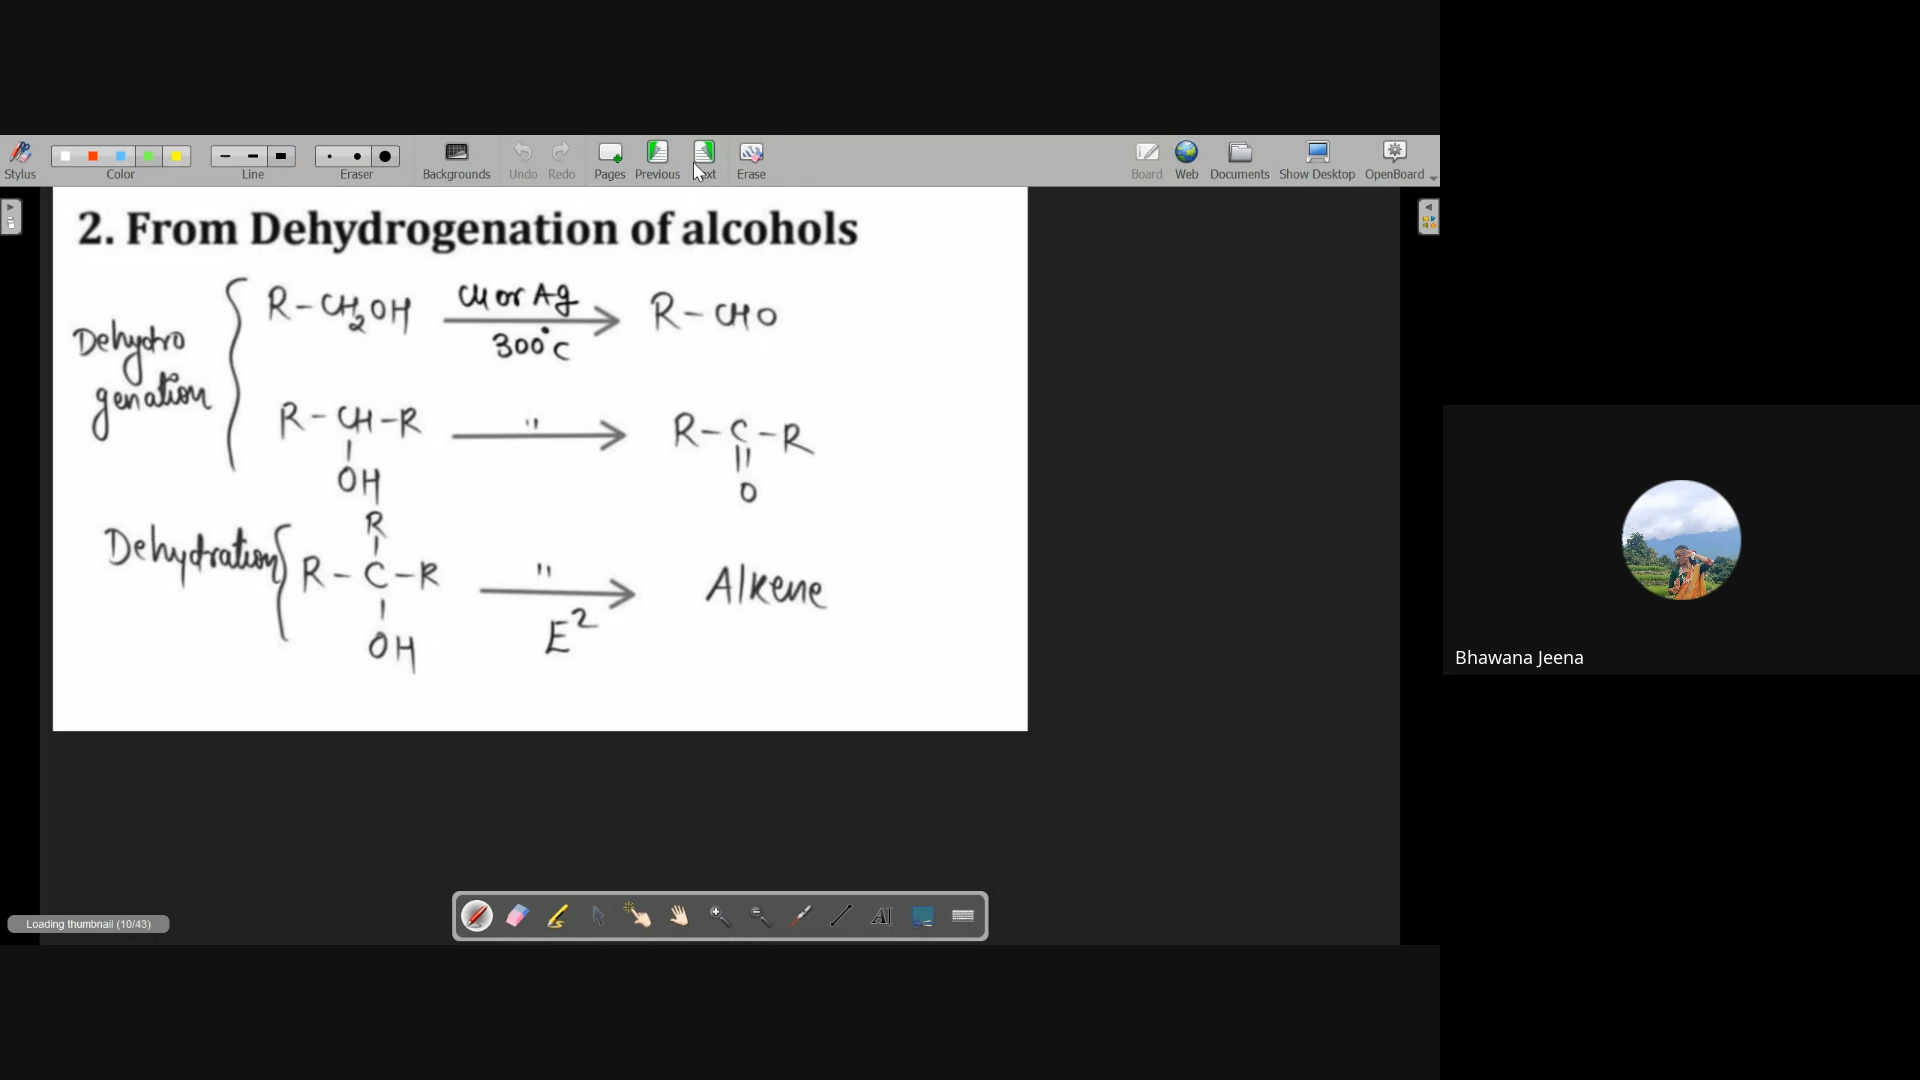 Stylus
Color
Line
Eraser
Backgrounds
Undo
Redo
Pages
Previous
Erase
Board
Web
Documents
Show Desktop
OpenBoard
2. From Dehydrogenation of alcohols
Dehydro
genation
R-CH₂OH
Cu or Ag
300°C
R-CHO
R-CH-R
OH
"
R-C-R
O
Dehydration
R
R-C-R
OH
"
E²
Alkene
Bhawana Jeena
Loading thumbnail (10/43)
AI